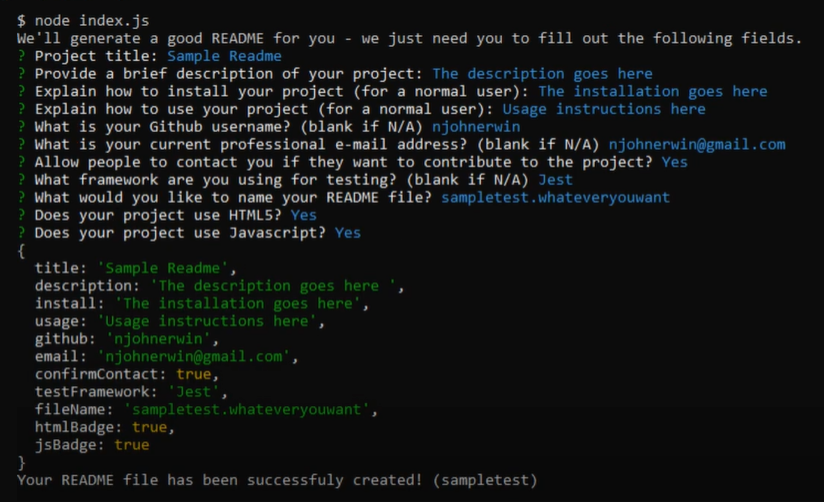 $ node index.js
We'll generate a good README for you - we just need you to fill out the following fields.
? Project title: Sample Readme
? Provide a brief description of your project: The description goes here
? Explain how to install your project (for a normal user): The installation goes here
? Explain how to use your project (for a normal user): Usage instructions here
? What is your Github username? (blank if N/A) njohnerwin
? What is your current professional e-mail address? (blank if N/A) njohnerwin@gmail.com
? Allow people to contact you if they want to contribute to the project? Yes
? What framework are you using for testing? (blank if N/A) Jest
? What would you like to name your README file? sampletest.whateveryouwant
? Does your project use HTML5? Yes
? Does your project use Javascript? Yes
{
  title: 'Sample Readme',
  description: 'The description goes here ',
  install: 'The installation goes here',
  usage: 'Usage instructions here',
  github: 'njohnerwin',
  email: 'njohnerwin@gmail.com',
  confirmContact: true,
  testFramework: 'Jest',
  fileName: 'sampletest.whateveryouwant',
  htmlBadge: true,
  jsBadge: true
}
Your README file has been successfuly created! (sampletest)